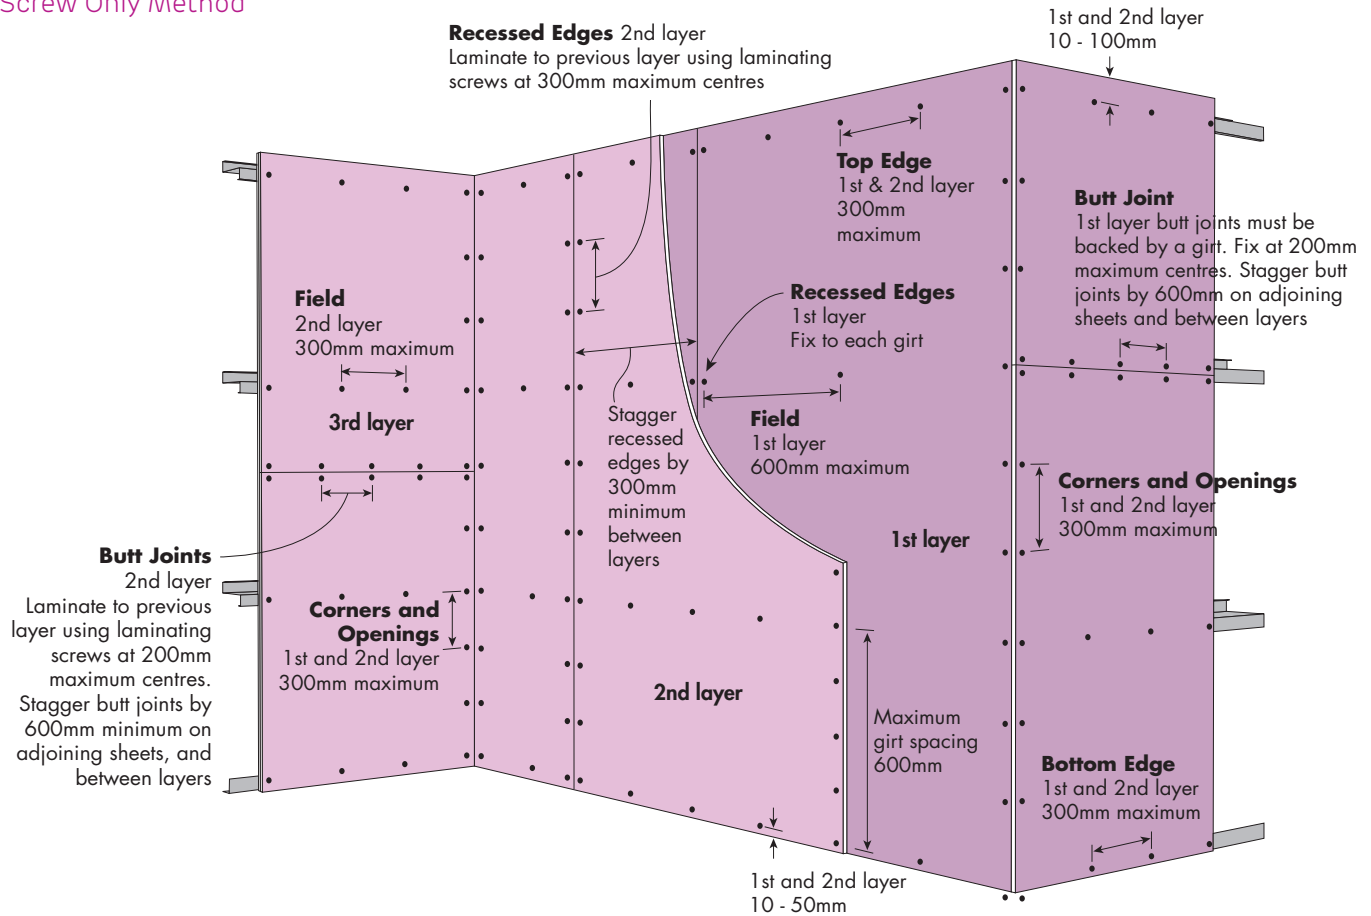 Screw Only Method
Recessed Edges 2nd layer
Laminate to previous layer using laminating
screws at 300mm maximum centres
1st and 2nd layer
10 - 100mm
Top Edge
1st & 2nd layer
300mm
maximum
Butt Joint
1st layer butt joints must be
backed by a girt. Fix at 200mm
maximum centres. Stagger butt
joints by 600mm on adjoining
sheets and between layers
Field
2nd layer
300mm maximum
Recessed Edges
1st layer
Fix to each girt
3rd layer
Stagger
recessed
edges by
300mm
minimum
between
layers
Field
1st layer
600mm maximum
Corners and Openings
1st and 2nd layer
300mm maximum
1st layer
Butt Joints
2nd layer
Laminate to previous
layer using laminating
screws at 200mm
maximum centres.
Stagger butt joints by
600mm minimum on
adjoining sheets, and
between layers
Corners and
Openings
1st and 2nd layer
300mm maximum
2nd layer
Maximum
girt spacing
600mm
Bottom Edge
1st and 2nd layer
300mm maximum
1st and 2nd layer
10 - 50mm